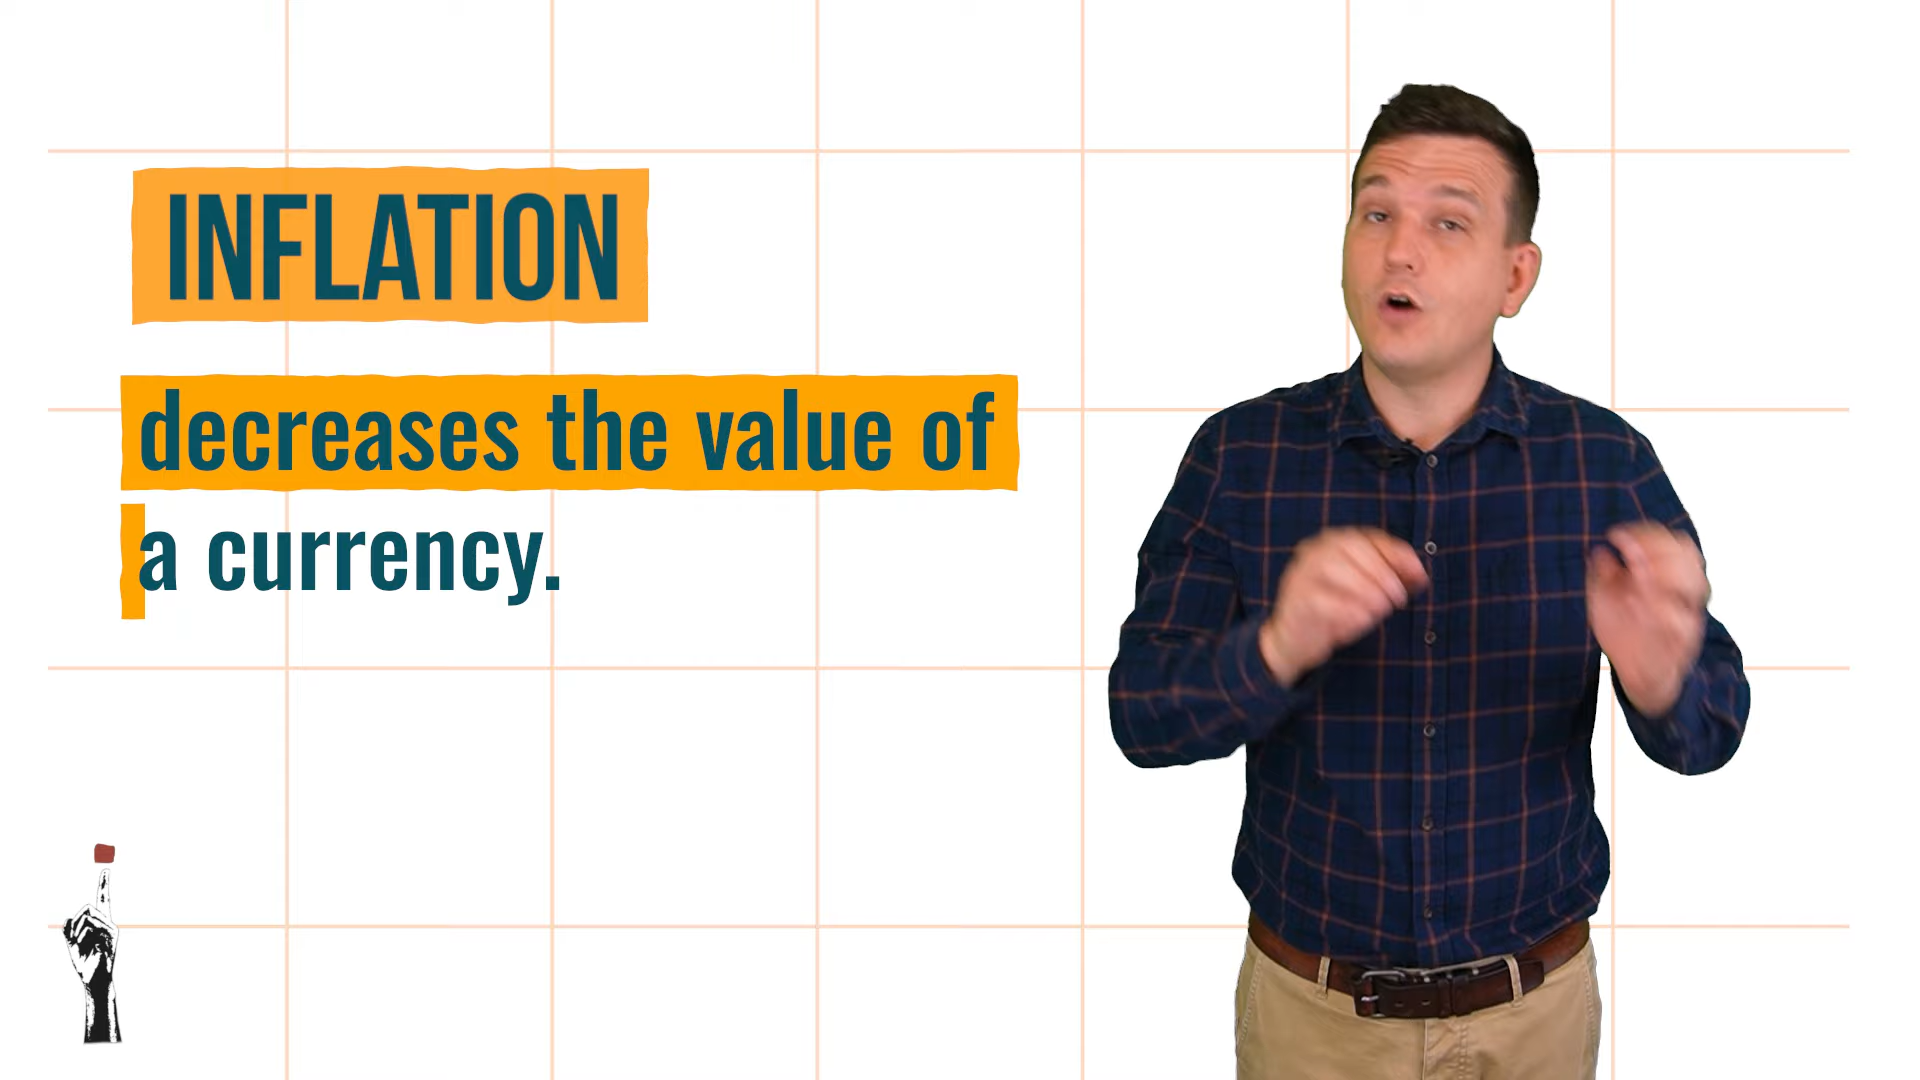 INFLATION
decreases the value of
a currency.